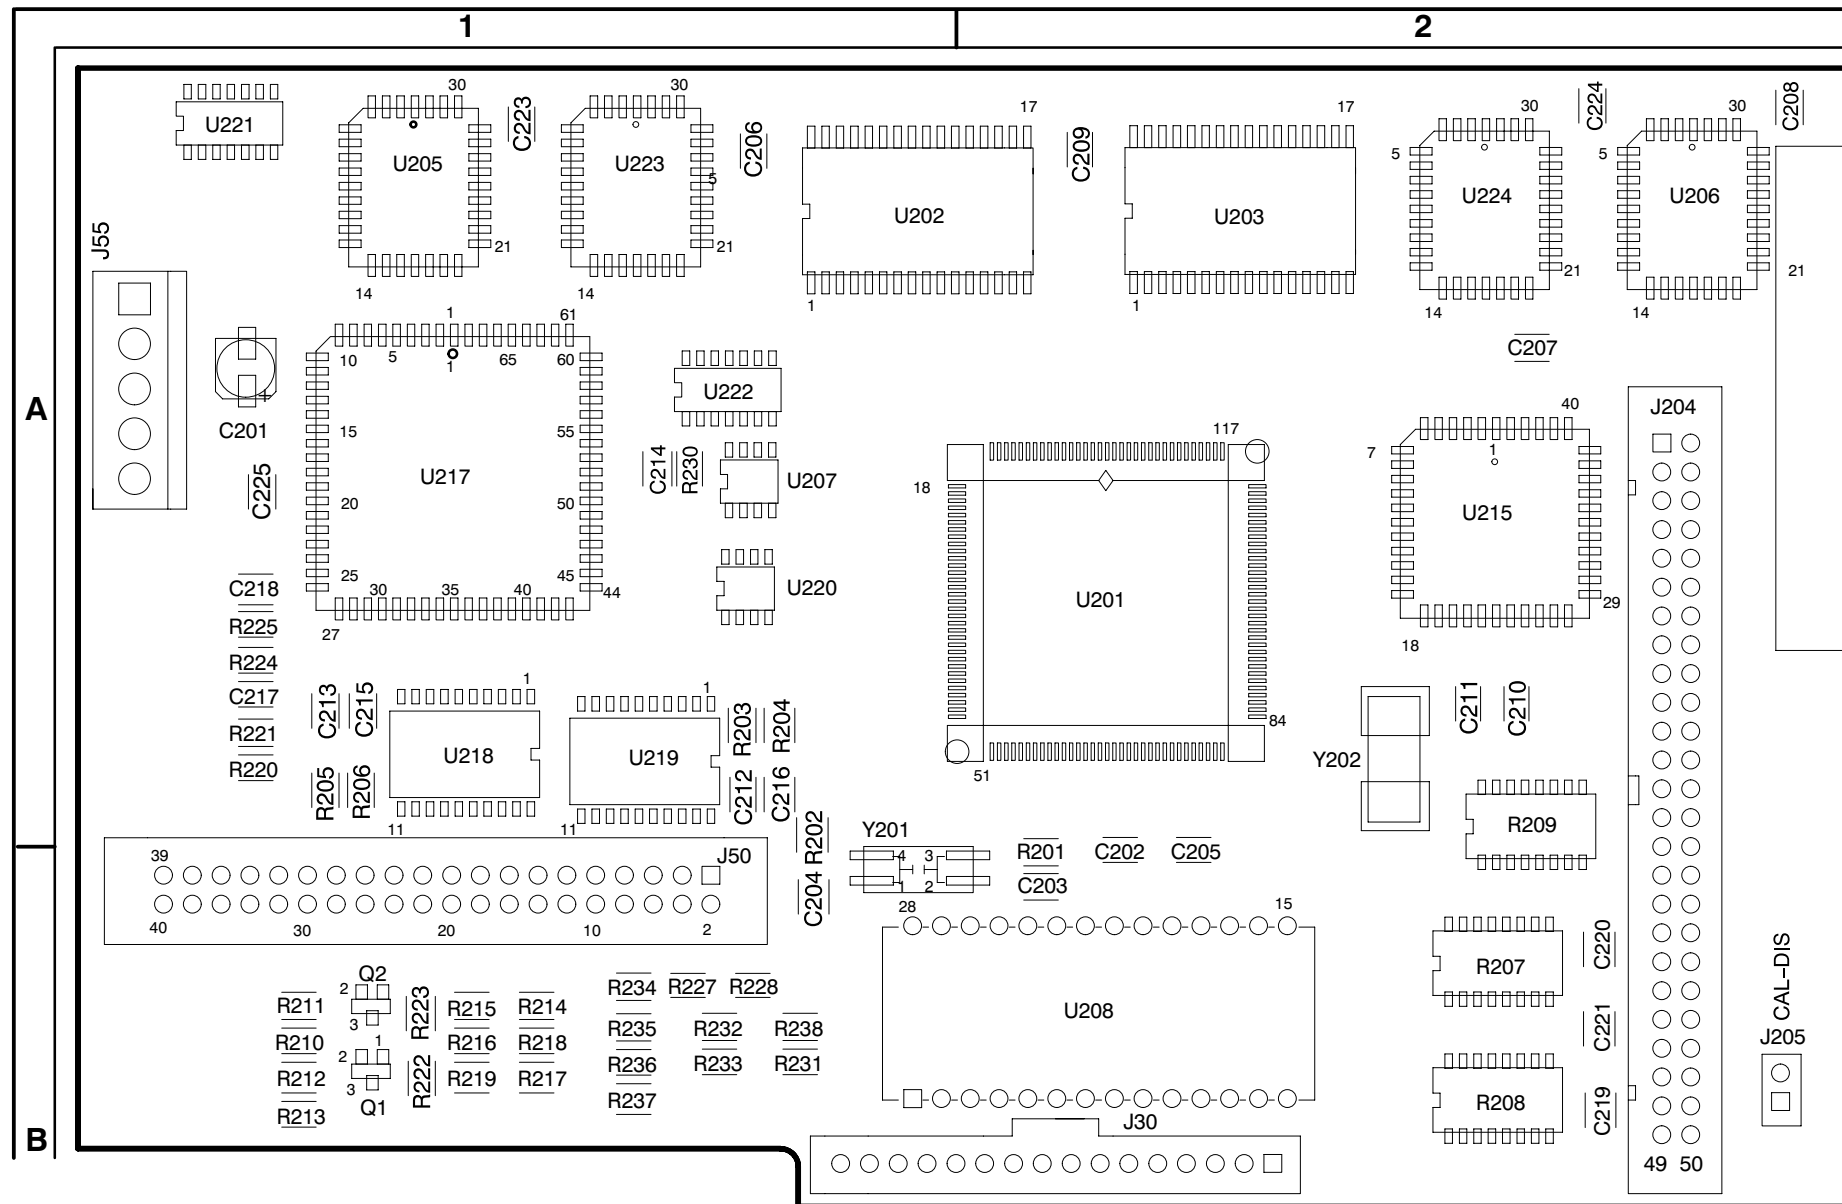 1 2
30 30 17 17 30 30
U221 C223 C206 C209 C224 C208
U205 U223 5 U202 U203 5 U224 5 U206
J55 21 21 21 21
14 14 1 1 14 14
1 61
10 5 1 65 60 C207
A C201 U222 40 J204
15 55 117 7 1
C225 U217 C214 R230 U207 18 U215
20 50
C218 25 30 35 40 45 44 U220 U201 29
R225 27 18
R224
C217 C213 C215 1 1 R203 R204 84 C211 C210
R221 U218 U219 Y202
R220 R205 R206 C212 C216 51
11 11 R202 Y201 R209
39 J50 4 3 R201 C202 C205
C204 1 2 C203
40 30 20 10 2 28 15
C220
Q2 R234 R227 R228 R207 CAL-DIS
R211 2 R223 R215 R214 U208
3 R235 R232 R238 C221 J205
R210 1 R216 R218
2 R236 R233 R231
R212 3 R222 R219 R217
R213 Q1 R237 R208 C219
B J30
49 50